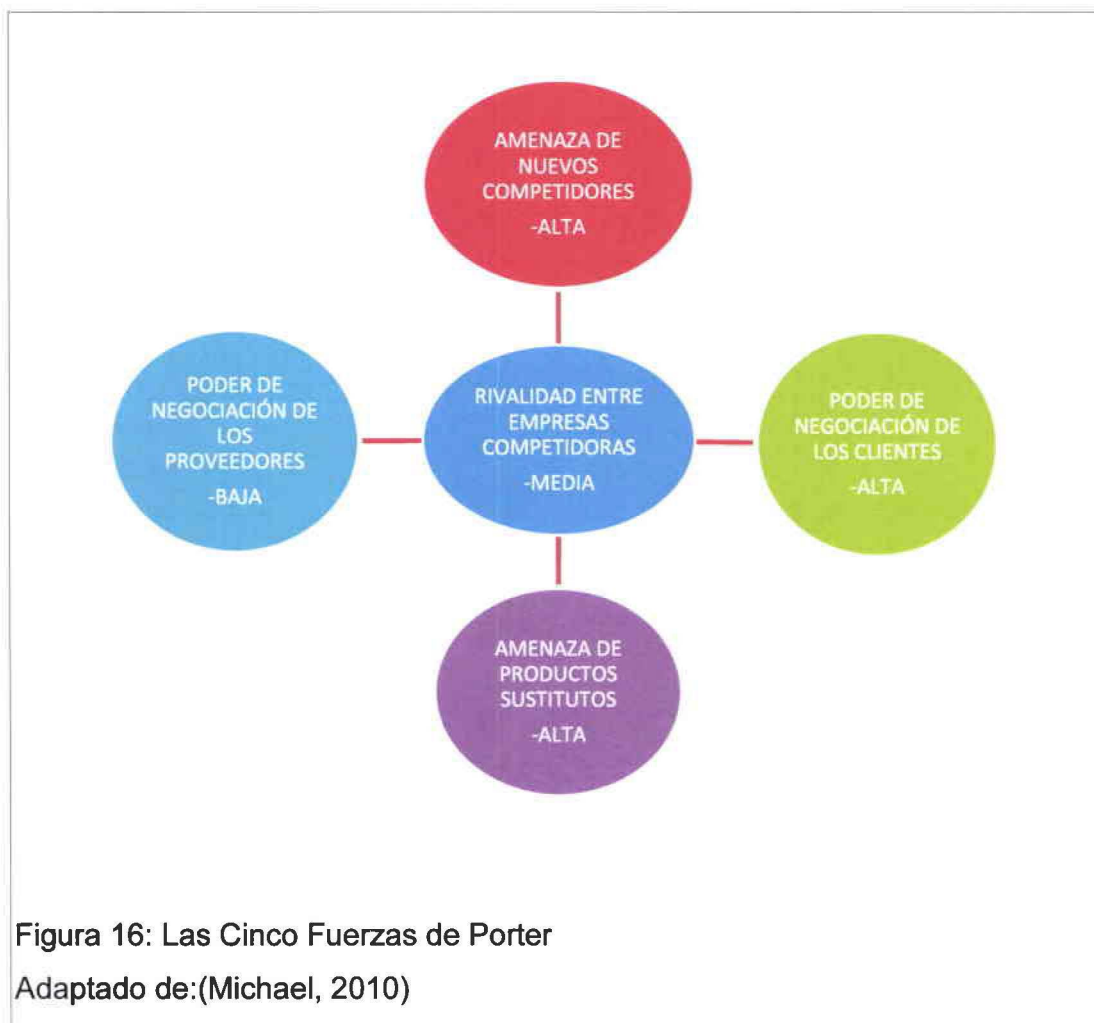 AMENAZA DE
NUEVOS
COMPETIDORES
-ALTA
PODER DE
NEGOCIACIÓN DE
LOS
PROVEEDORES
-BAJA
RIVALIDAD ENTRE
EMPRESAS
COMPETIDORAS
-MEDIA
PODER DE
NEGOCIACIÓN DE
LOS CLIENTES
-ALTA
AMENAZA DE
PRODUCTOS
SUSTITUTOS
-ALTA
Figura 16: Las Cinco Fuerzas de Porter
Adaptado de:(Michael, 2010)